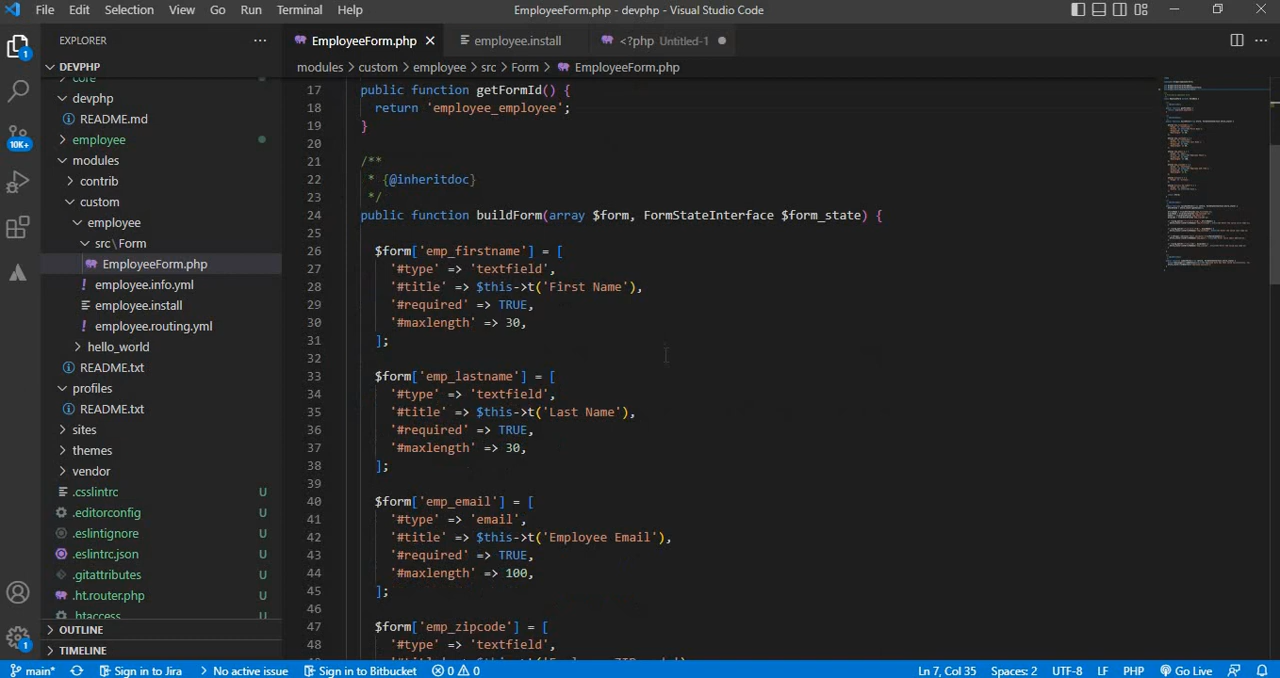 File Edit Selection View Go Run Terminal Help EmployeeForm.php - devphp - Visual Studio Code
EXPLORER
EmployeeForm.php
employee.install
<?php Untitled-1
DEVPHP
modules > custom > employee > src > Form > EmployeeForm.php
core
devphp
README.md
employee
modules
contrib
custom
employee
src\Form
EmployeeForm.php
employee.info.yml
employee.install
employee.routing.yml
hello_world
README.txt
profiles
README.txt
sites
themes
vendor
.csslintrc U
.editorconfig U
.eslintignore U
.eslintrc.json U
.gitattributes U
.ht.router.php U
.htaccess
OUTLINE
TIMELINE
1
10K+
1
17 public function getFormId() {
18 return 'employee_employee';
19 }
20
21 /**
22 * {@inheritdoc}
23 */
24 public function buildForm(array $form, FormStateInterface $form_state) {
25
26 $form['emp_firstname'] = [
27 '#type' => 'textfield',
28 '#title' => $this->t('First Name'),
29 '#required' => TRUE,
30 '#maxlength' => 30,
31 ];
32
33 $form['emp_lastname'] = [
34 '#type' => 'textfield',
35 '#title' => $this->t('Last Name'),
36 '#required' => TRUE,
37 '#maxlength' => 30,
38 ];
39
40 $form['emp_email'] = [
41 '#type' => 'email',
42 '#title' => $this->t('Employee Email'),
43 '#required' => TRUE,
44 '#maxlength' => 100,
45 ];
46
47 $form['emp_zipcode'] = [
48 '#type' => 'textfield',
main* Sign in to Jira No active issue Sign in to Bitbucket 0 0 Ln 7, Col 35 Spaces: 2 UTF-8 LF PHP Go Live